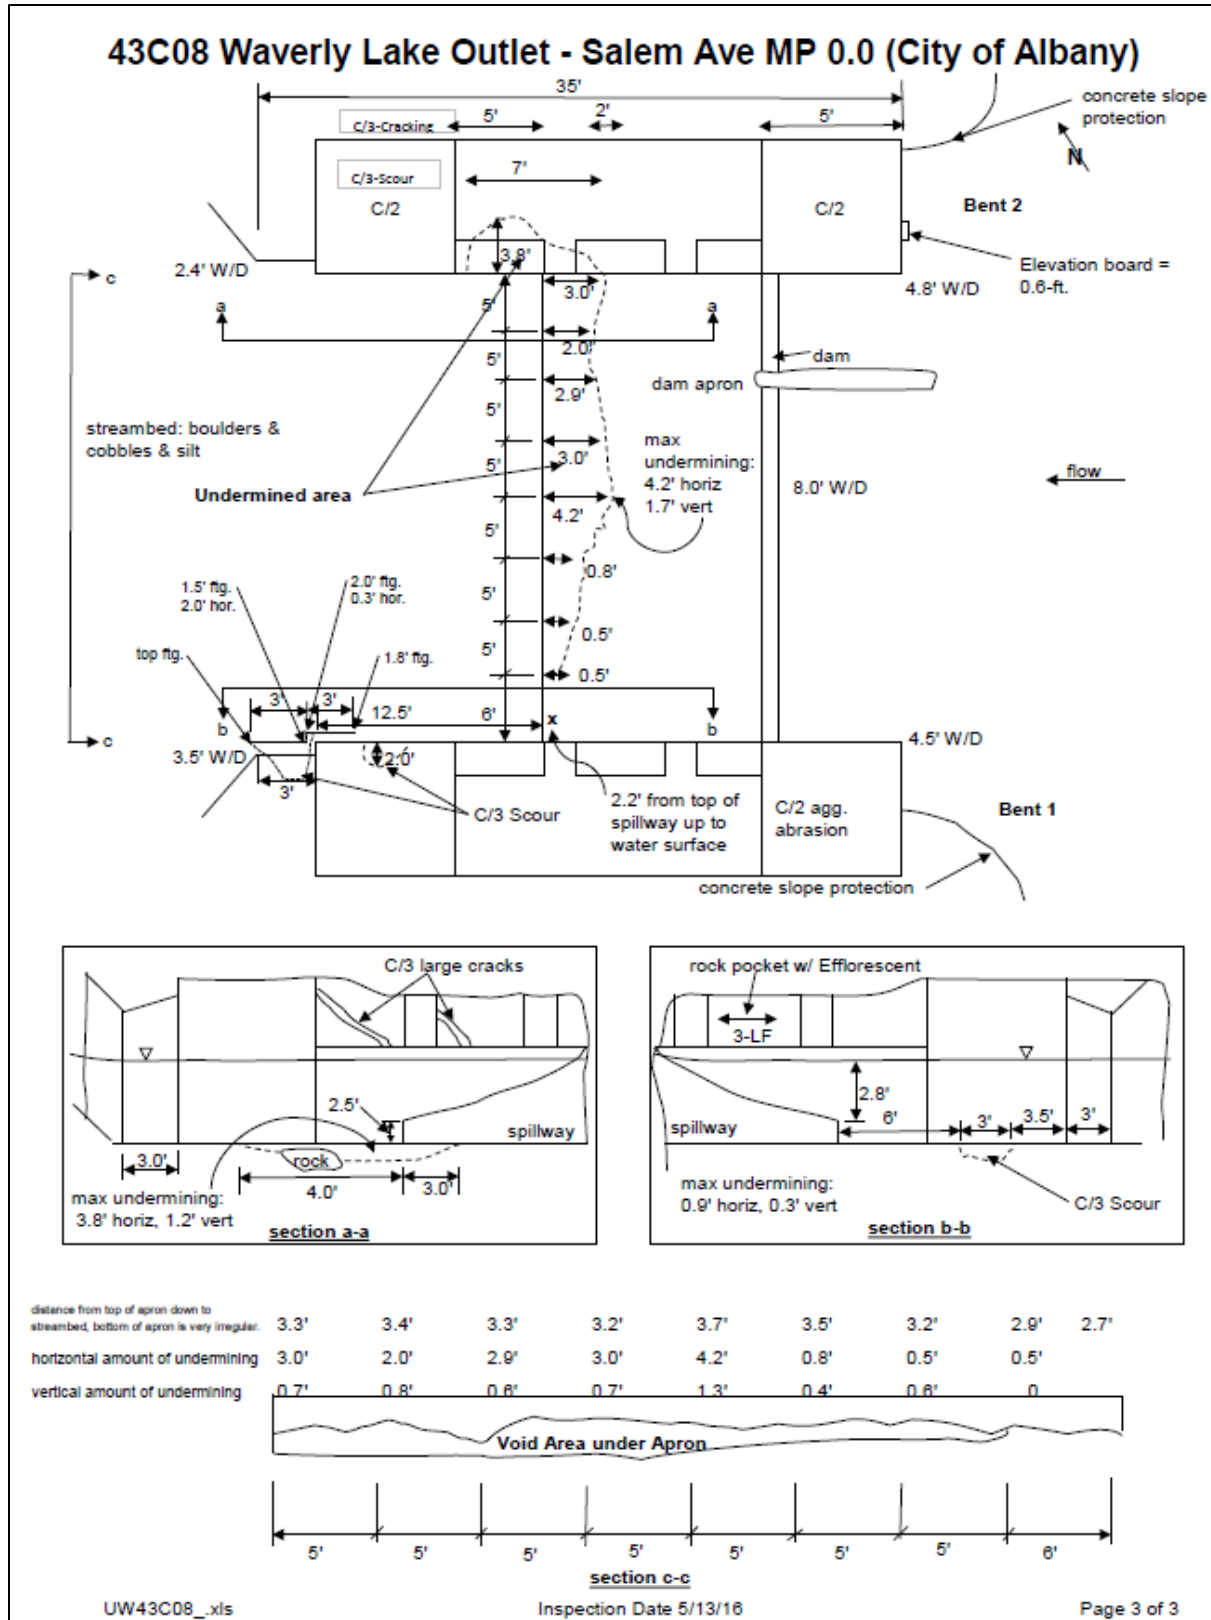 43C08 Waverly Lake Outlet - Salem Ave MP 0.0 (City of Albany)
35'
concrete slope
protection
C/3-Cracking
5'
2'
5'
N
C/3-Scour
7'
C/2
C/2
Bent 2
3.8'
Elevation board =
0.6-ft.
2.4' W/D
c
3.0'
4.8' W/D
a
5'
a
2.0'
dam
5'
2.9'
dam apron
streambed: boulders &
cobbles & silt
5'
max
undermining:
4.2' horiz
1.7' vert
3.0'
5'
flow
Undermined area
8.0' W/D
4.2'
5'
0.8'
1.5' ftg.
2.0' hor.
2.0' ftg.
0.3' hor.
5'
0.5'
top ftg.
1.8' ftg.
5'
0.5'
3'
3'
b
12.5'
6'
x
b
c
3.5' W/D
2.0'
4.5' W/D
3'
C/3 Scour
2.2' from top of
spillway up to
water surface
C/2 agg.
abrasion
Bent 1
concrete slope protection
C/3 large cracks
2.5'
spillway
rock
3.0'
4.0'
3.0'
max undermining:
3.8' horiz, 1.2' vert
section a-a
rock pocket w/ Efflorescent
3-LF
2.8'
6'
3'
3.5'
3'
spillway
max undermining:
0.9' horiz, 0.3' vert
C/3 Scour
section b-b
distance from top of apron down to
streambed, bottom of apron is very irregular. 3.3' 3.4' 3.3' 3.2' 3.7' 3.5' 3.2' 2.9' 2.7'
horizontal amount of undermining 3.0' 2.0' 2.9' 3.0' 4.2' 0.8' 0.5' 0.5'
vertical amount of undermining 0.7' 0.8' 0.6' 0.7' 1.3' 0.4' 0.6' 0
Void Area under Apron
5' 5' 5' 5' 5' 5' 5' 6'
section c-c
UW43C08_.xls Inspection Date 5/13/16 Page 3 of 3